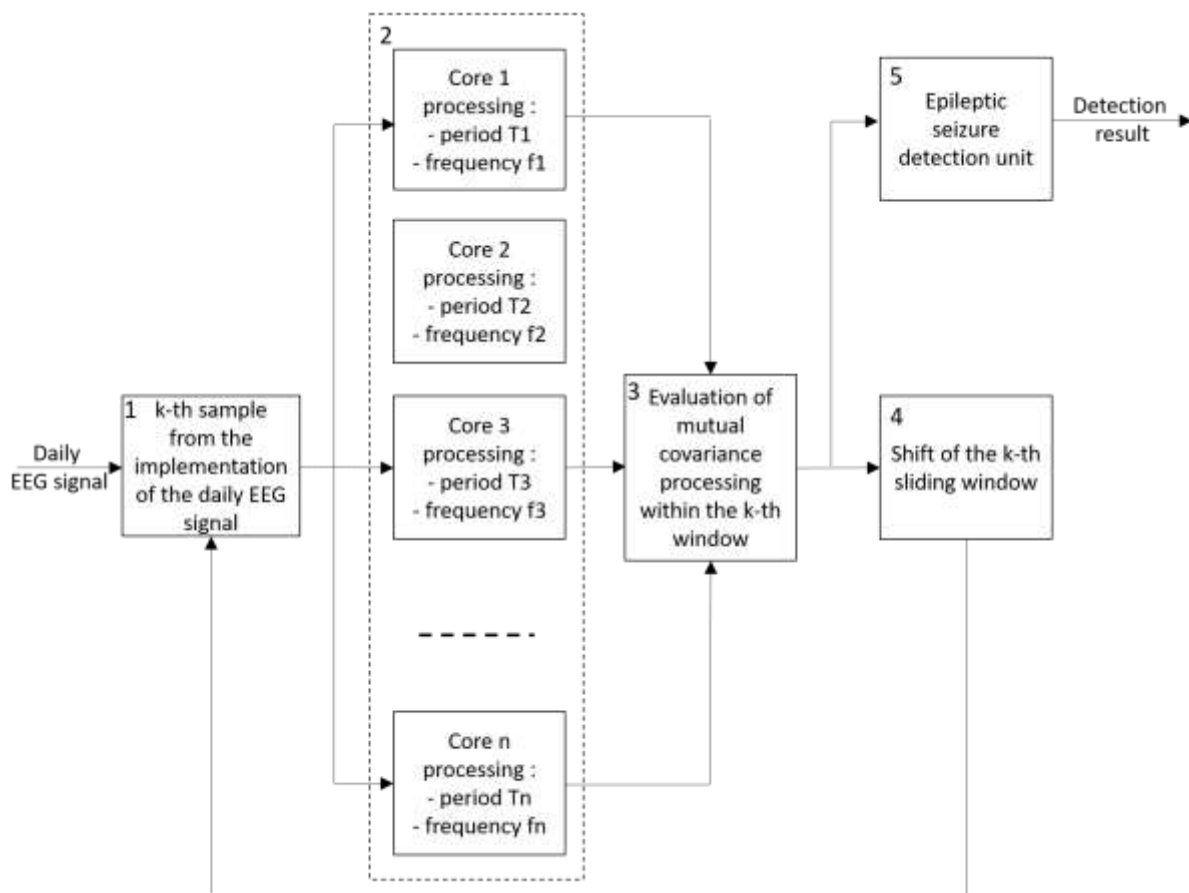 Daily
EEG signal
1
k-th sample
from the
implementation
of the daily EEG
signal
2
Core 1
processing :
- period T1
- frequency f1
Core 2
processing :
- period T2
- frequency f2
Core 3
processing :
- period T3
- frequency f3
Core n
processing :
- period Tn
- frequency fn
3
Evaluation of
mutual
covariance
processing
within the k-th
window
4
Shift of the k-th
sliding window
5
Epileptic
seizure
detection unit
Detection
result